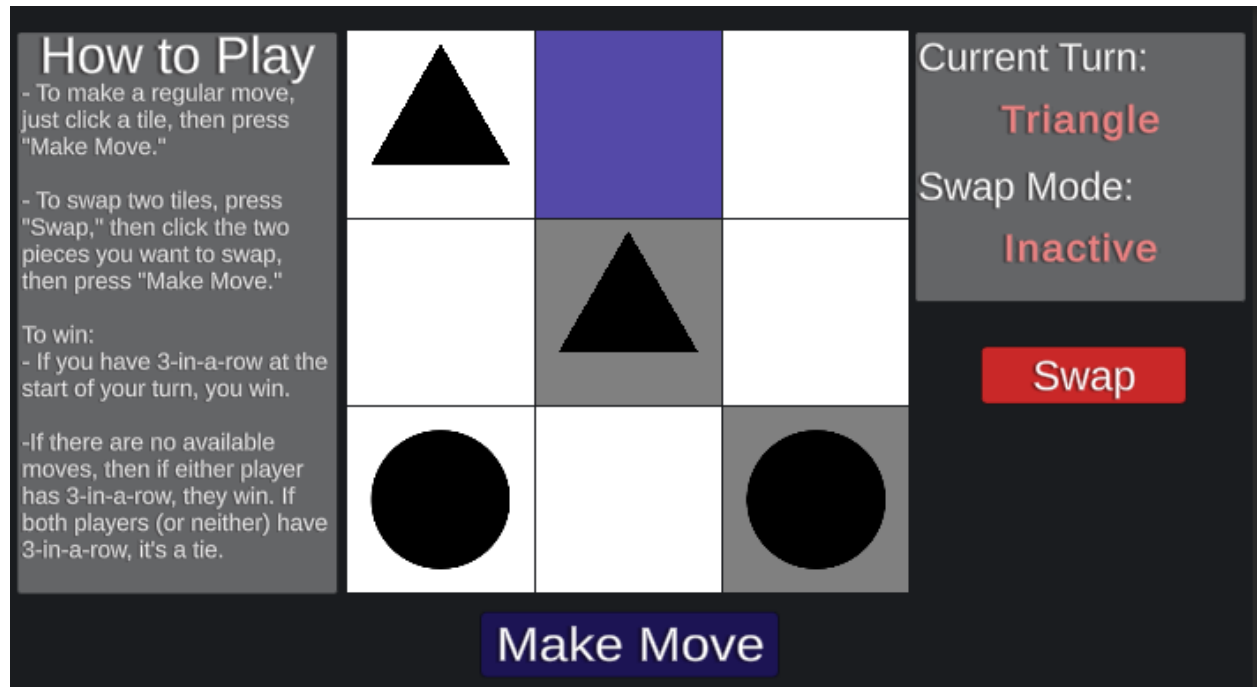 How to Play
- To make a regular move,
just click a tile, then press
"Make Move."
- To swap two tiles, press
"Swap," then click the two
pieces you want to swap,
then press "Make Move."
To win:
- If you have 3-in-a-row at the
start of your turn, you win.
-If there are no available
moves, then if either player
has 3-in-a-row, they win. If
both players (or neither) have
3-in-a-row, it's a tie.
Current Turn:
Triangle
Swap Mode:
Inactive
Swap
Make Move